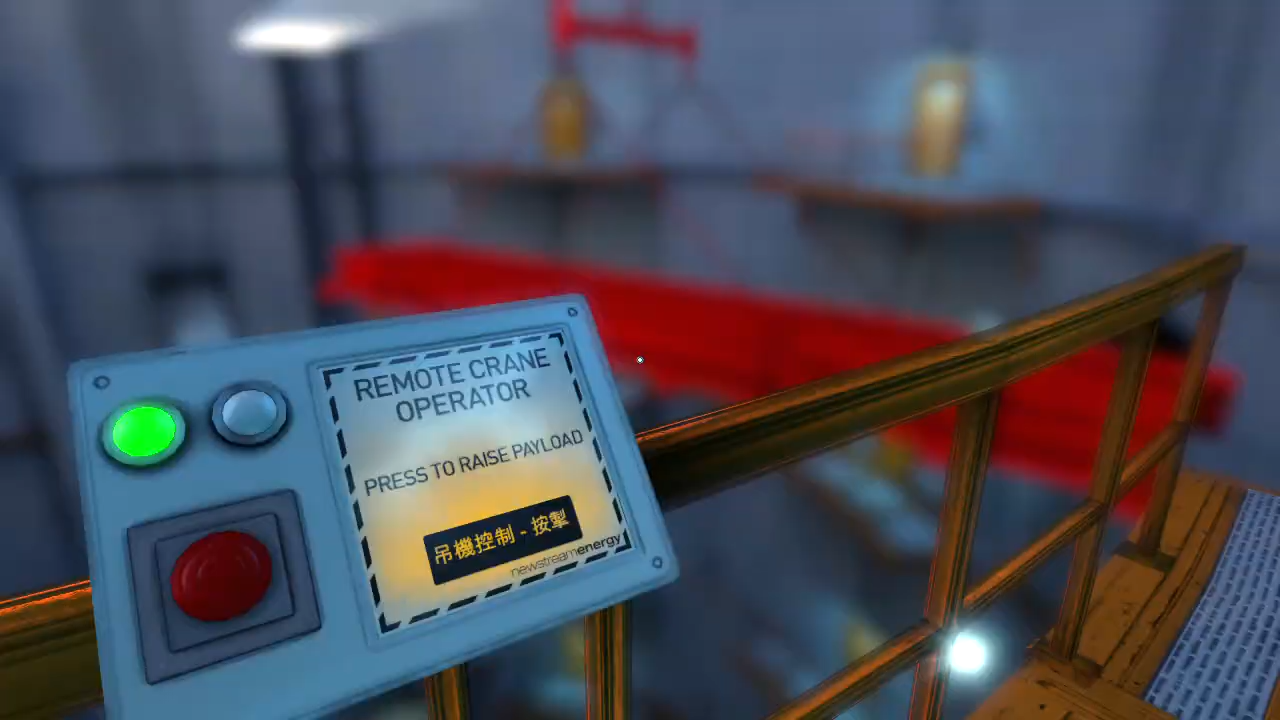 REMOTE CRANE
OPERATOR
PRESS TO RAISE PAYLOAD
吊機控制 - 按掣
newstreamenergy